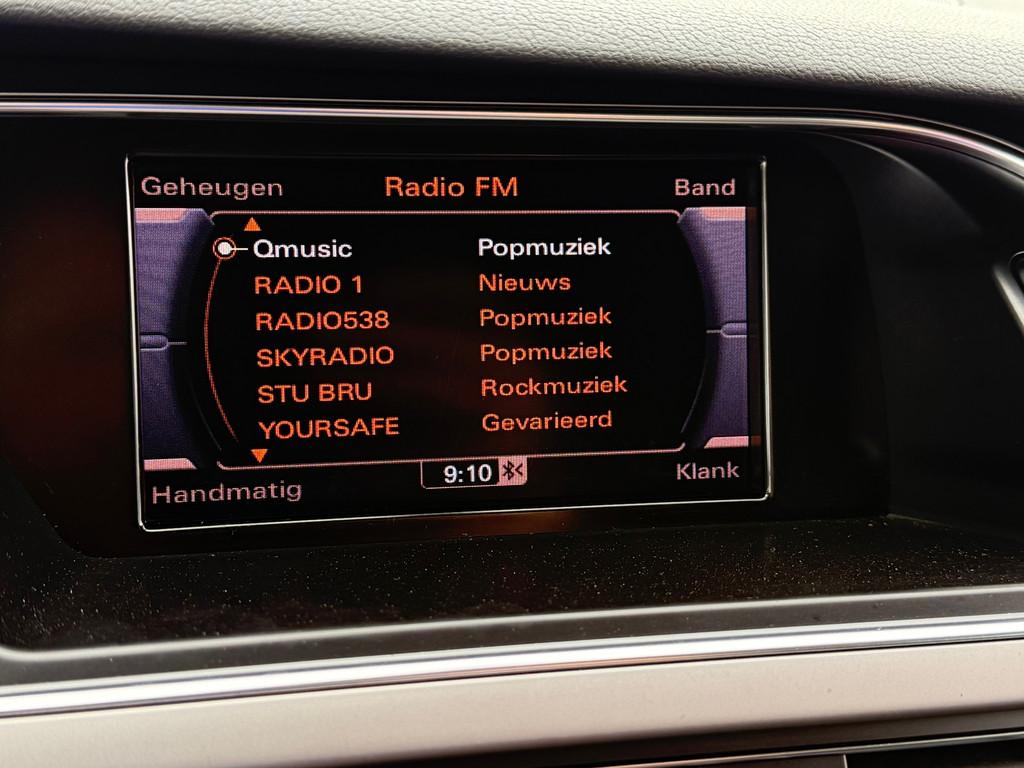 Geheugen Radio FM Band
Qmusic Popmuziek
RADIO 1 Nieuws
RADIO538 Popmuziek
SKYRADIO Popmuziek
STU BRU Rockmuziek
YOURSAFE Gevarieerd
Handmatig 9:10 Klank